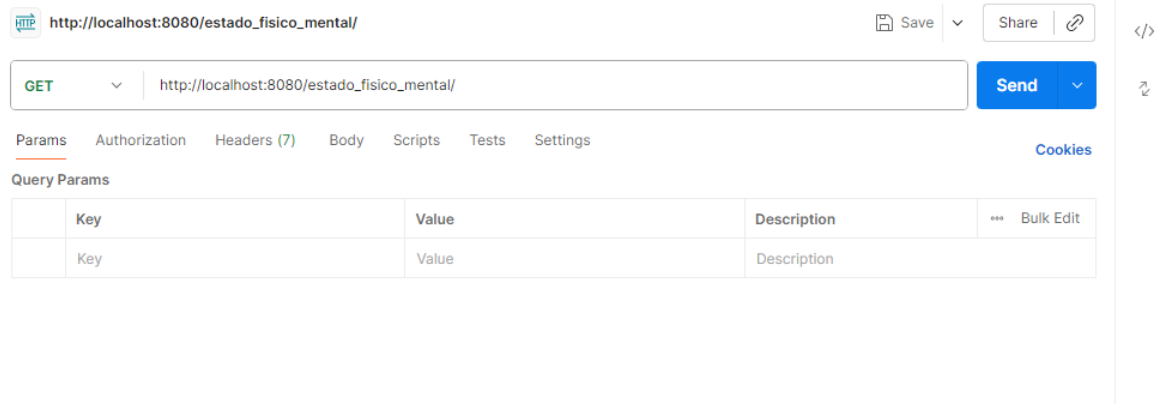 HTTP http://localhost:8080/estado_fisico_mental/ Save Share
GET http://localhost:8080/estado_fisico_mental/ Send
Params Authorization Headers (7) Body Scripts Tests Settings Cookies
Query Params
Key Value Description Bulk Edit
Key Value Description